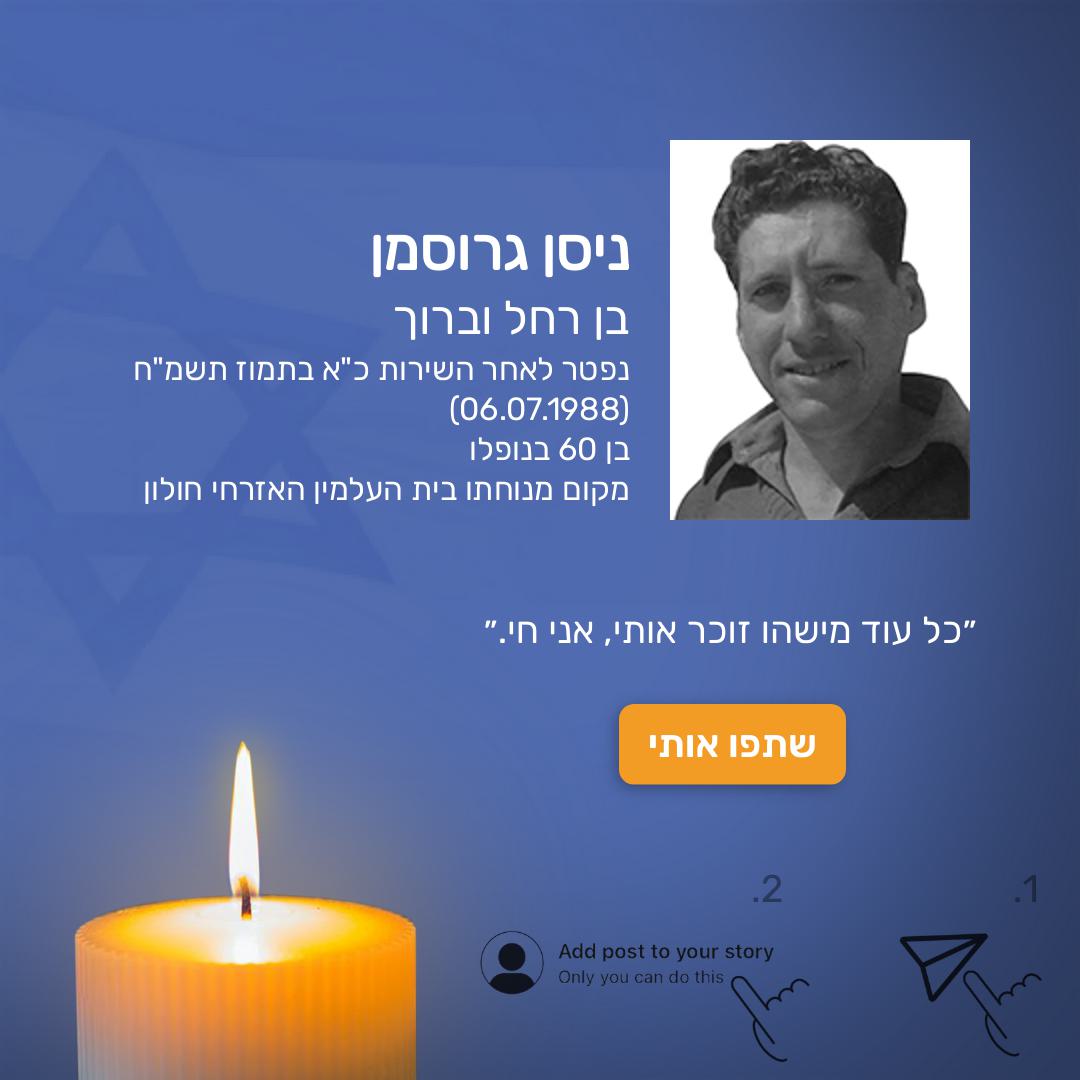 ניסן גרוסמן
בן רחל וברוך
נפטר לאחר השירות כ"א בתמוז תשמ"ח
(06.07.1988)
בן 60 בנופלו
מקום מנוחתו בית העלמין האזרחי חולון
״כל עוד מישהו זוכר אותי, אני חי.״
שתפו אותי
1.
2.
Add post to your story
Only you can do this